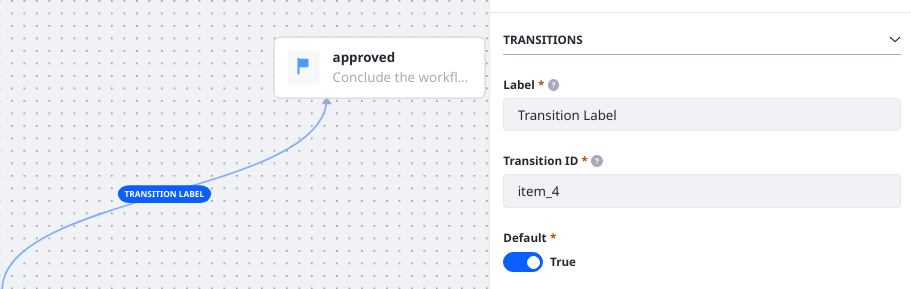 approved
Conclude the workfl...
TRANSITION LABEL
TRANSITIONS
Label *
Transition Label
Transition ID *
item_4
Default *
True